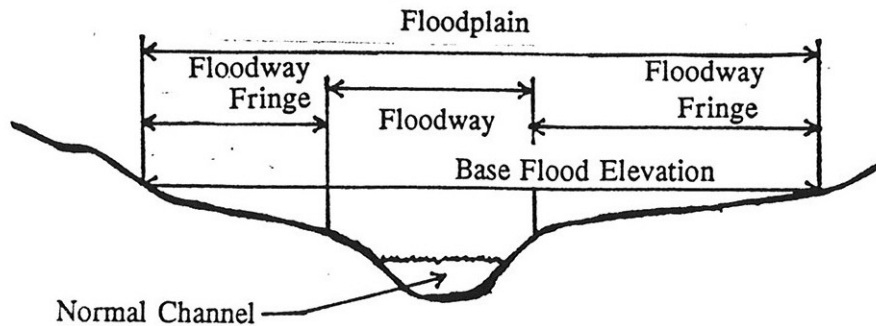 Floodplain
Floodway
Fringe
Floodway
Floodway
Fringe
Base Flood Elevation
Normal Channel